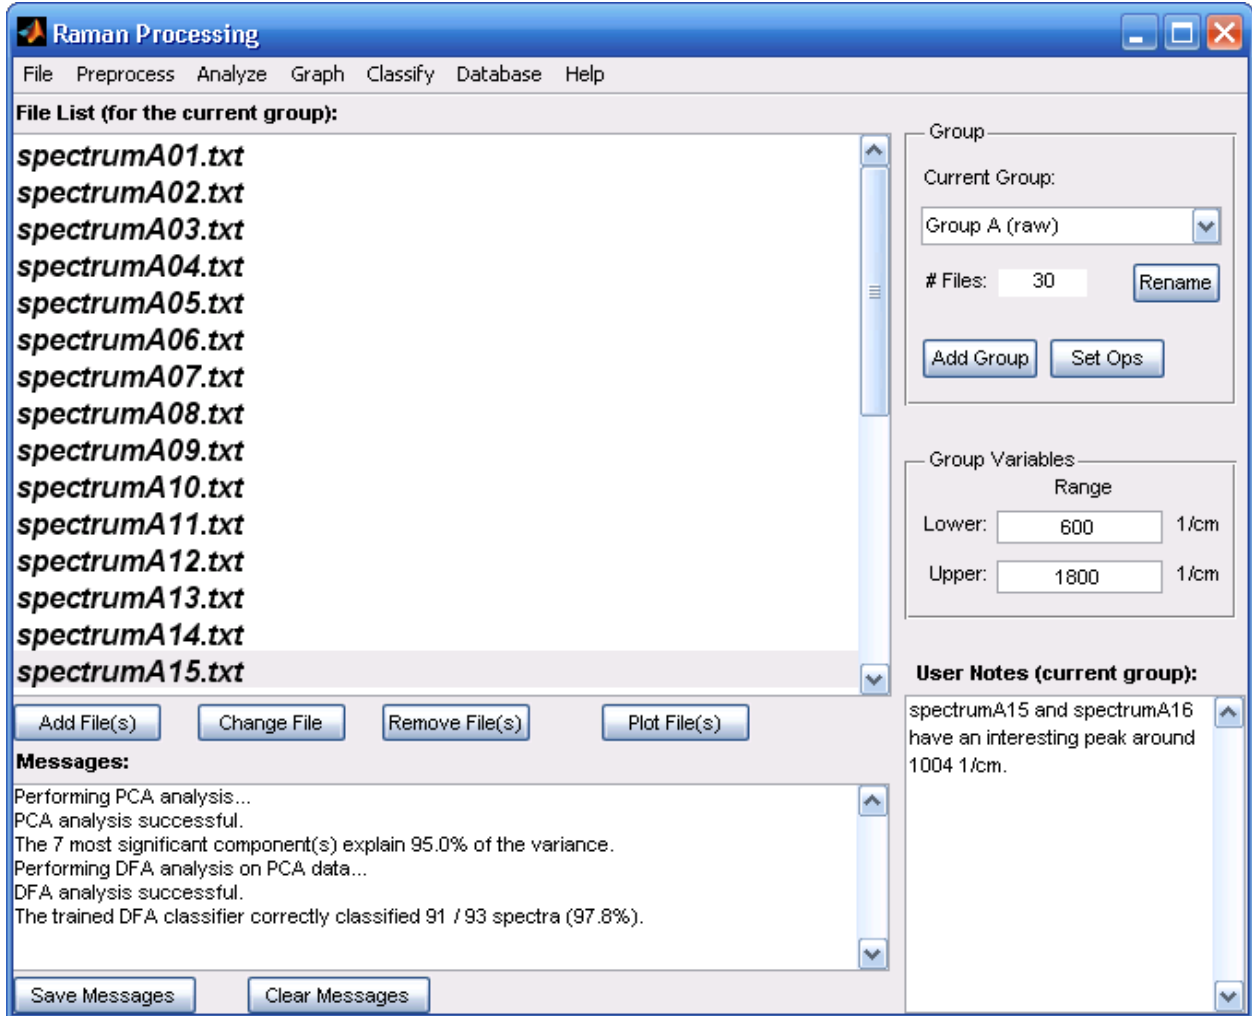 Raman Processing
File Preprocess Analyze Graph Classify Database Help
File List (for the current group):
spectrumA01.txt
spectrumA02.txt
spectrumA03.txt
spectrumA04.txt
spectrumA05.txt
spectrumA06.txt
spectrumA07.txt
spectrumA08.txt
spectrumA09.txt
spectrumA10.txt
spectrumA11.txt
spectrumA12.txt
spectrumA13.txt
spectrumA14.txt
spectrumA15.txt
Add File(s) Change File Remove File(s) Plot File(s)
Messages:
Performing PCA analysis...
PCA analysis successful.
The 7 most significant component(s) explain 95.0% of the variance.
Performing DFA analysis on PCA data...
DFA analysis successful.
The trained DFA classifier correctly classified 91 / 93 spectra (97.8%).
Save Messages Clear Messages
Group
Current Group:
Group A (raw)
# Files: 30 Rename
Add Group Set Ops
Group Variables
Range
Lower: 600 1/cm
Upper: 1800 1/cm
User Notes (current group):
spectrumA15 and spectrumA16
have an interesting peak around
1004 1/cm.